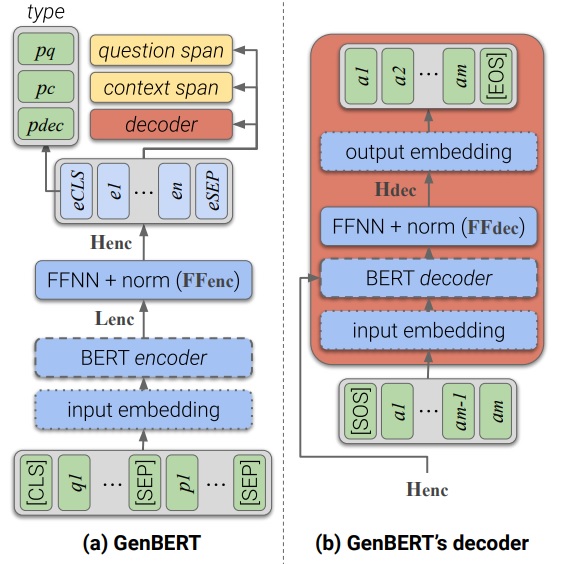 type
pq
pc
pdec
question span
context span
decoder
eCLS e1 ... en eSEP
Henc
FFNN + norm (FFenc)
Lenc
BERT encoder
input embedding
[CLS] q1 ... [SEP] p1 ... [SEP]
(a) GenBERT
a1 a2 ... am [EOS]
output embedding
Hdec
FFNN + norm (FFdec)
BERT decoder
input embedding
[SOS] a1 ... am-1 am
Henc
(b) GenBERT's decoder